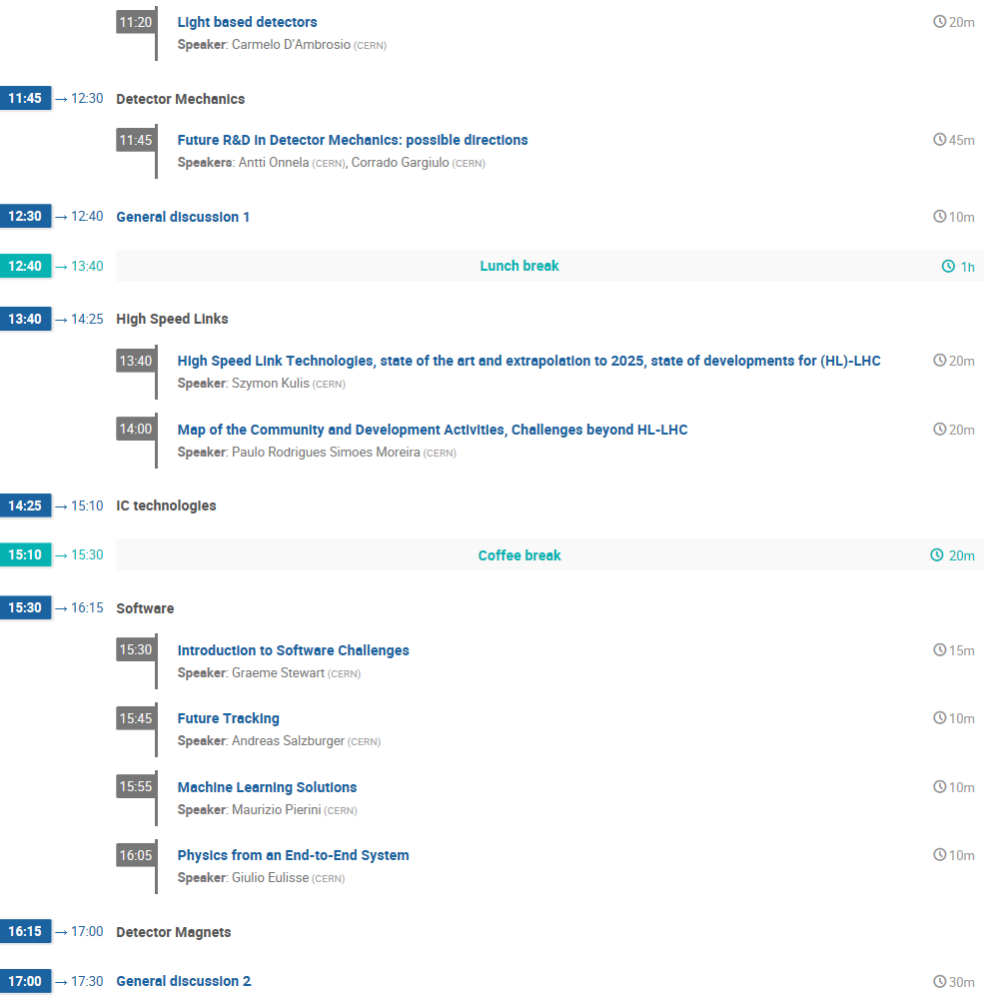 11:20 Light based detectors 20m
Speaker: Carmelo D'Ambrosio (CERN)
11:45 → 12:30 Detector Mechanics
11:45 Future R&D in Detector Mechanics: possible directions 45m
Speakers: Antti Onnela (CERN), Corrado Gargiulo (CERN)
12:30 → 12:40 General discussion 1 10m
12:40 → 13:40 Lunch break 1h
13:40 → 14:25 High Speed Links
13:40 High Speed Link Technologies, state of the art and extrapolation to 2025, state of developments for (HL)-LHC 20m
Speaker: Szymon Kulis (CERN)
14:00 Map of the Community and Development Activities, Challenges beyond HL-LHC 20m
Speaker: Paulo Rodrigues Simoes Moreira (CERN)
14:25 → 15:10 IC technologies
15:10 → 15:30 Coffee break 20m
15:30 → 16:15 Software
15:30 Introduction to Software Challenges 15m
Speaker: Graeme Stewart (CERN)
15:45 Future Tracking 10m
Speaker: Andreas Salzburger (CERN)
15:55 Machine Learning Solutions 10m
Speaker: Maurizio Pierini (CERN)
16:05 Physics from an End-to-End System 10m
Speaker: Giulio Eulisse (CERN)
16:15 → 17:00 Detector Magnets
17:00 → 17:30 General discussion 2 30m